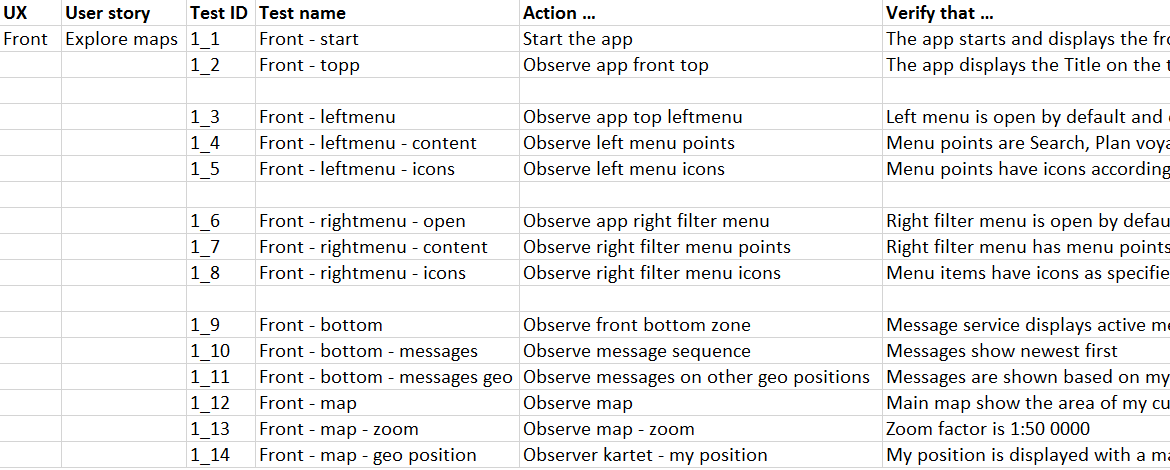 UX User story Test ID Test name Action ... Verify that ...
Front Explore maps 1_1 Front - start Start the app The app starts and displays the
1_2 Front - topp Observe app front top The app displays the Title on the
1_3 Front - leftmenu Observe app top leftmenu Left menu is open by default and
1_4 Front - leftmenu - content Observe left menu points Menu points are Search, Plan
1_5 Front - leftmenu - icons Observe left menu icons Menu points have icons according
1_6 Front - rightmenu - open Observe app right filter menu Right filter menu is open by
1_7 Front - rightmenu - content Observe right filter menu points Right filter menu has menu points
1_8 Front - rightmenu - icons Observe right filter menu icons Menu items have icons as
1_9 Front - bottom Observe front bottom zone Message service displays active
1_10 Front - bottom - messages Observe message sequence Messages show newest first
1_11 Front - bottom - messages geo Observe messages on other geo positions Messages are shown based on my
1_12 Front - map Observe map Main map show the area of my
1_13 Front - map - zoom Observe map - zoom Zoom factor is 1:50 0000
1_14 Front - map - geo position Observer kartet - my position My position is displayed with a